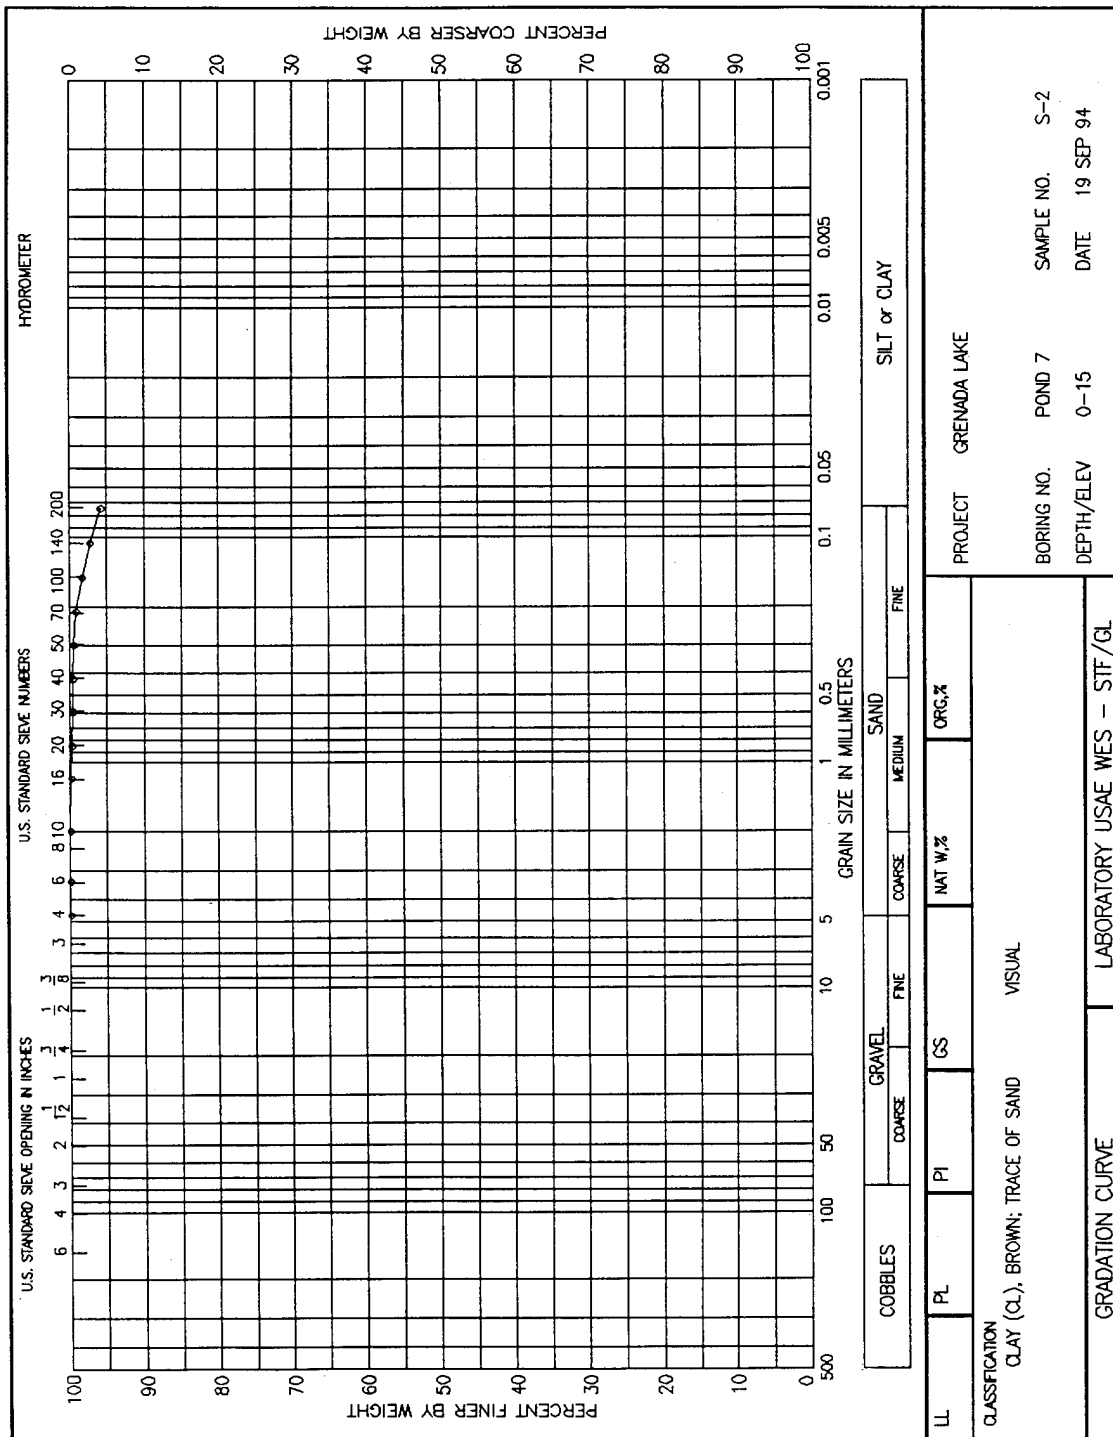 U.S. STANDARD SIEVE OPENING IN INCHES U.S. STANDARD SIEVE NUMBERS HYDROMETER
6 4 3 2 1 1/2 1 3/4 1/2 3/8 3 4 6 8 10 16 20 30 40 50 70 100 140 200
PERCENT FINER BY WEIGHT
100
90
80
70
60
50
40
30
20
10
0
PERCENT COARSER BY WEIGHT
0
10
20
30
40
50
60
70
80
90
100
500 100 50 10 5 1 0.5 0.1 0.05 0.01 0.005 0.001
GRAIN SIZE IN MILLIMETERS
COBBLES GRAVEL SAND SILT or CLAY
COARSE FINE COARSE MEDIUM FINE
LL PL PI GS NAT W,% ORG,%
CLASSIFICATION
CLAY (CL), BROWN; TRACE OF SAND VISUAL
PROJECT GRENADA LAKE
BORING NO. POND 7 SAMPLE NO. S-2
DEPTH/ELEV 0-15 DATE 19 SEP 94
GRADATION CURVE LABORATORY USAE WES - STF/GL